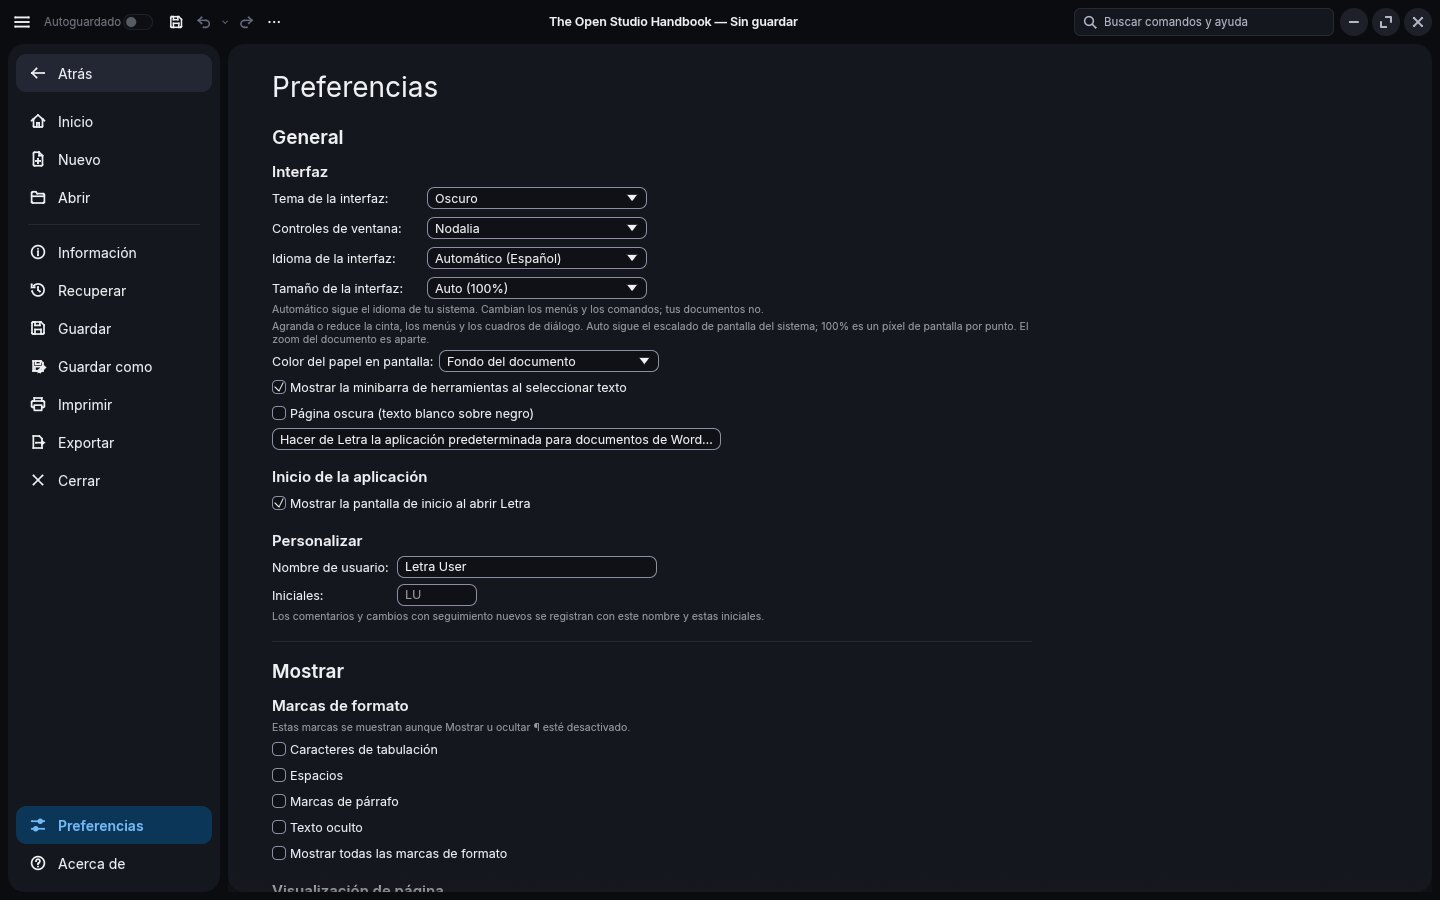 Autoguardado
The Open Studio Handbook — Sin guardar
Buscar comandos y ayuda
Atrás
Inicio
Nuevo
Abrir
Información
Recuperar
Guardar
Guardar como
Imprimir
Exportar
Cerrar
Preferencias
Acerca de
Preferencias
General
Interfaz
Tema de la interfaz: Oscuro
Controles de ventana: Nodalia
Idioma de la interfaz: Automático (Español)
Tamaño de la interfaz: Auto (100%)
Automático sigue el idioma de tu sistema. Cambian los menús y los comandos; tus documentos no.
Agranda o reduce la cinta, los menús y los cuadros de diálogo. Auto sigue el escalado de pantalla del sistema; 100% es un píxel de pantalla por punto. El
zoom del documento es aparte.
Color del papel en pantalla: Fondo del documento
Mostrar la minibarra de herramientas al seleccionar texto
Página oscura (texto blanco sobre negro)
Hacer de Letra la aplicación predeterminada para documentos de Word...
Inicio de la aplicación
Mostrar la pantalla de inicio al abrir Letra
Personalizar
Nombre de usuario: Letra User
Iniciales: LU
Los comentarios y cambios con seguimiento nuevos se registran con este nombre y estas iniciales.
Mostrar
Marcas de formato
Estas marcas se muestran aunque Mostrar u ocultar ¶ esté desactivado.
Caracteres de tabulación
Espacios
Marcas de párrafo
Texto oculto
Mostrar todas las marcas de formato
Visualización de página